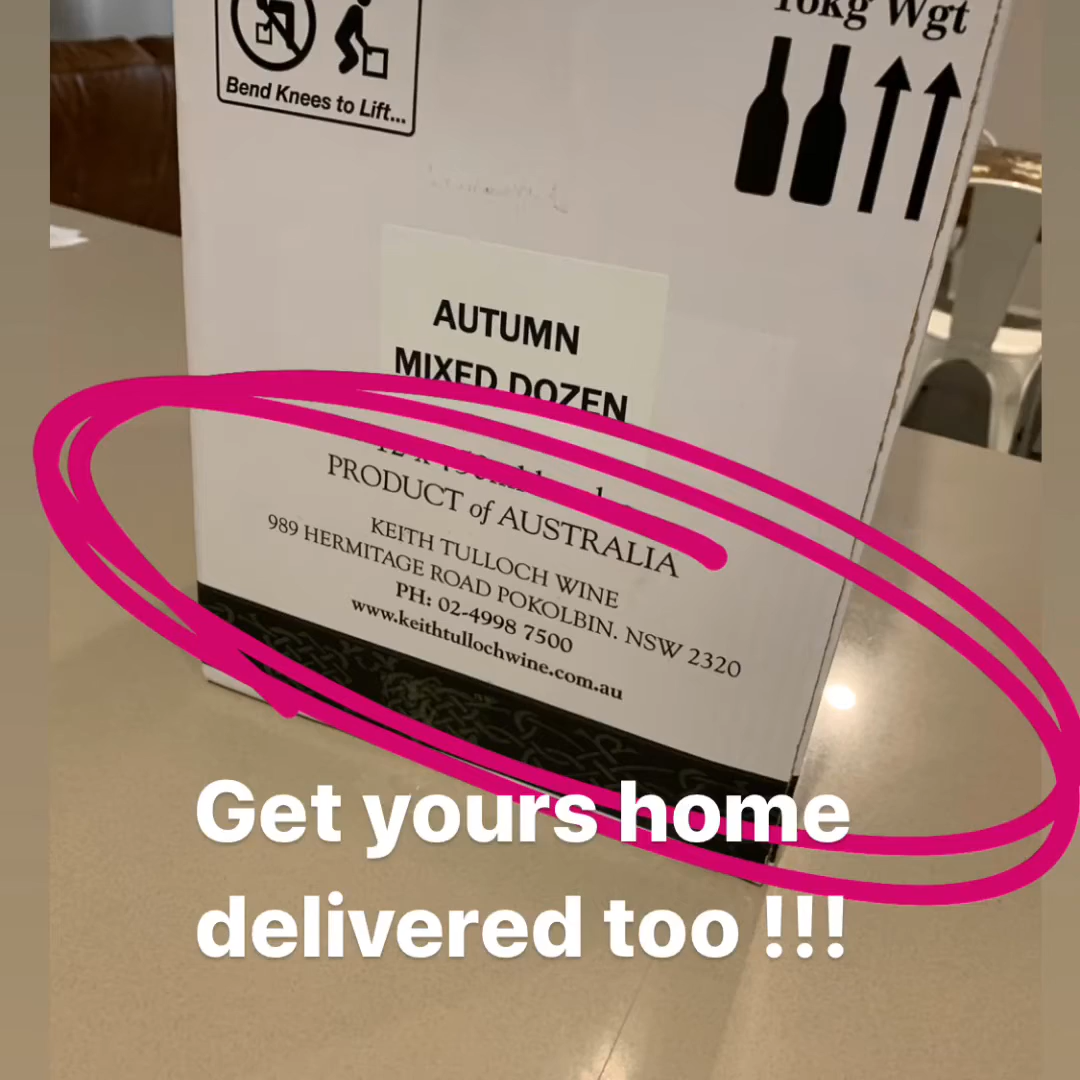 Wgt
Bend Knees to Lift...
AUTUMN
MIXED DOZEN
PRODUCT of AUSTRALIA
KEITH TULLOCH WINE
989 HERMITAGE ROAD POKOLBIN. NSW 2320
PH: 02-4998 7500
www.keithtullochwine.com.au
Get yours home
delivered too !!!